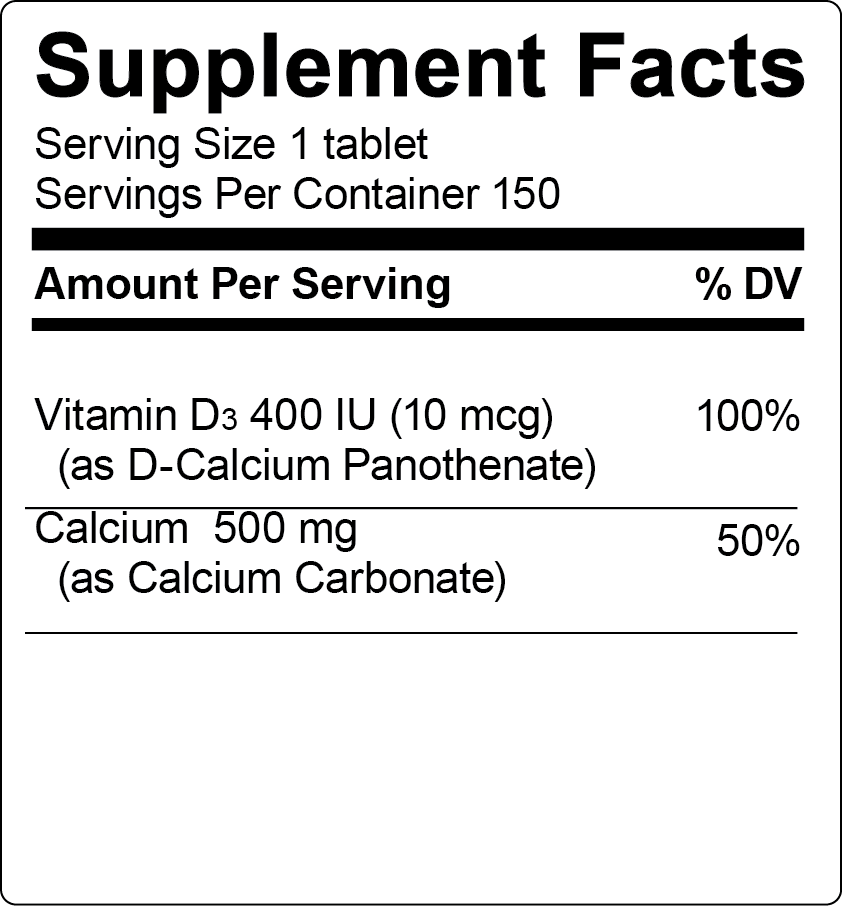 Supplement Facts
Serving Size 1 tablet
Servings Per Container 150
Amount Per Serving % DV
Vitamin D3 400 IU (10 mcg) 100%
(as D-Calcium Panothenate)
Calcium  500 mg 50%
(as Calcium Carbonate)